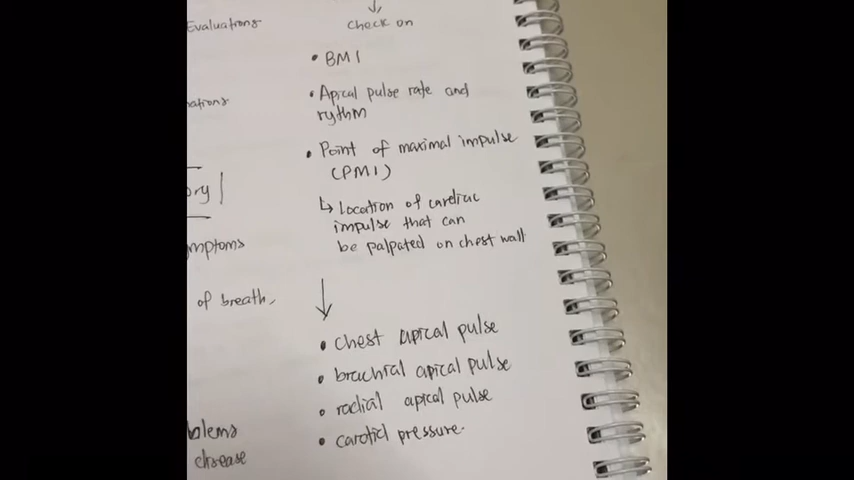 Evaluations
check on
• BMI
ations
• Apical pulse rate and
rythm
• Point of maximal impulse
(PMI)
ory
↳ Location of cardiac
impulse that can
be palpated on chest wall
mptoms
of breath,
• chest apical pulse
• brachial apical pulse
• radial apical pulse
• carotid pressure.
blems
disease